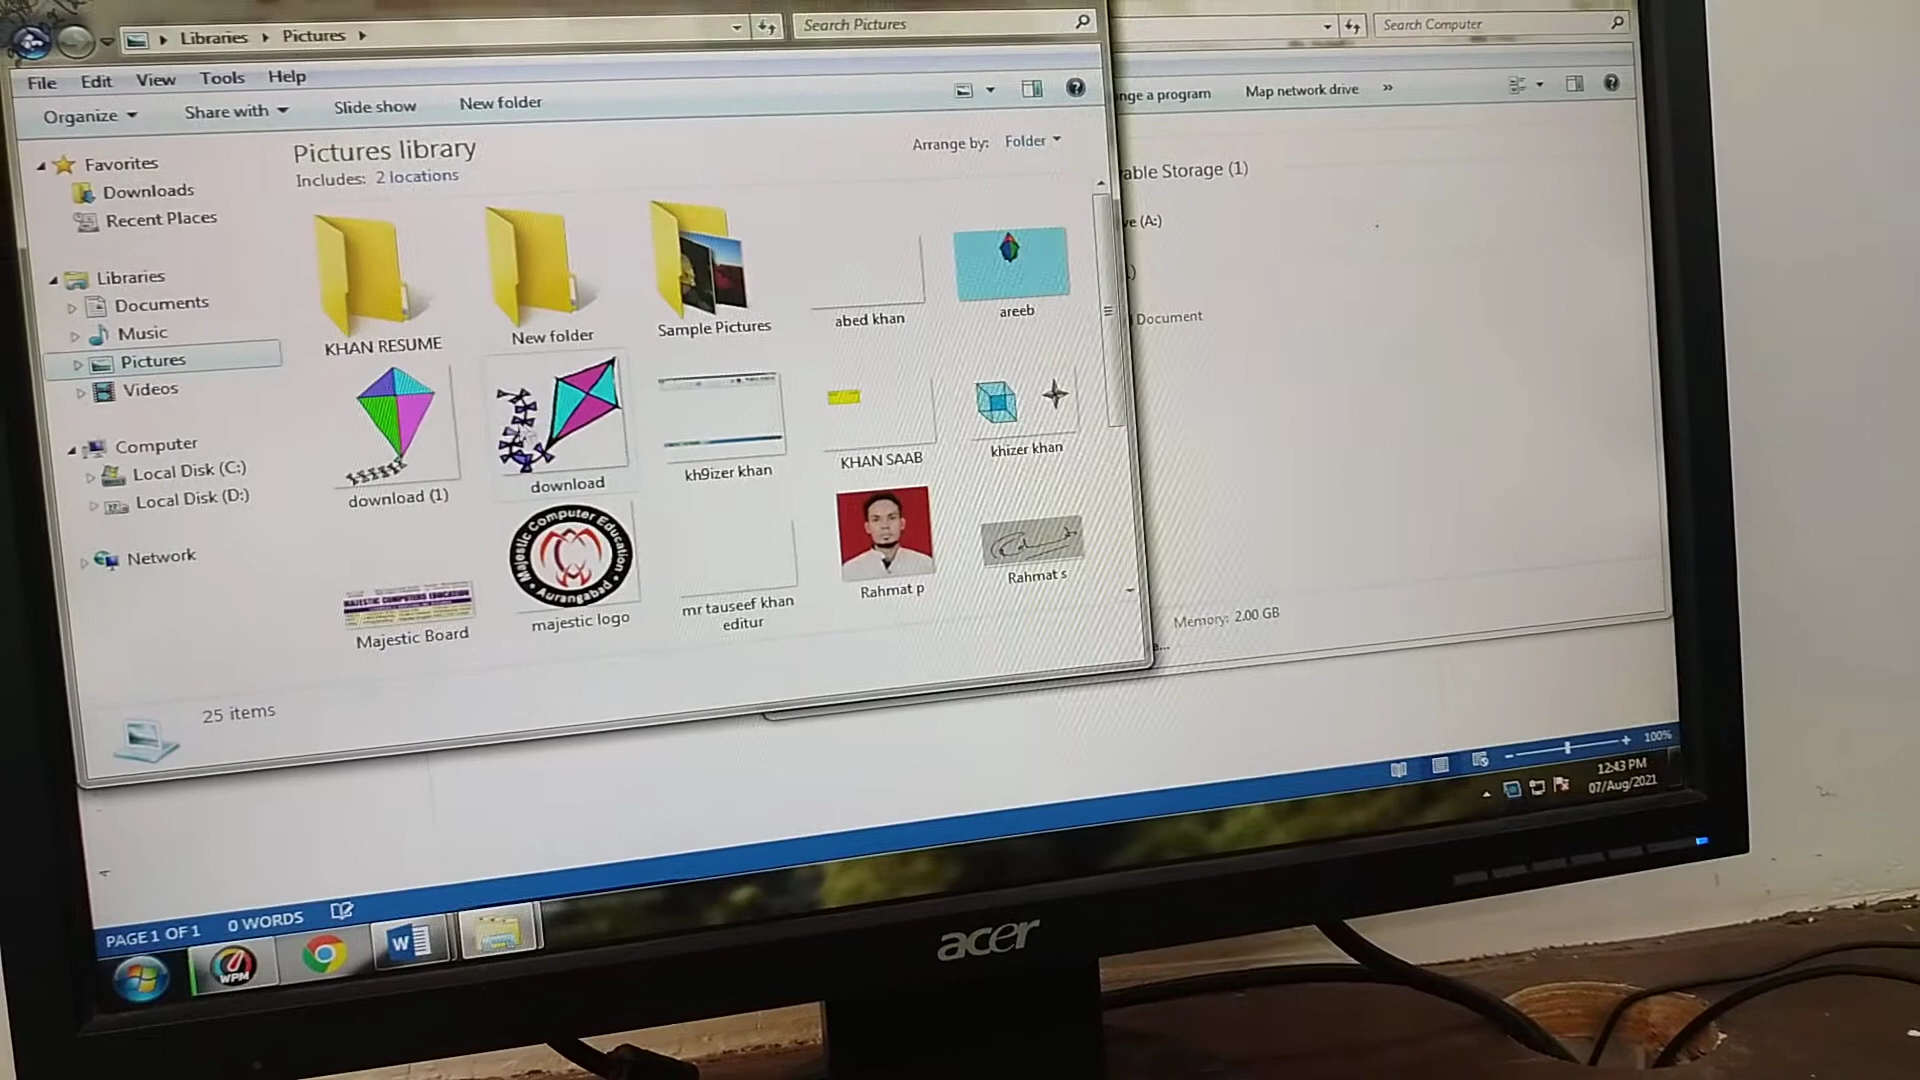 Libraries Pictures
Search Pictures
Search Computer
File Edit View Tools Help
Organize Share with Slide show New folder
nge a program Map network drive »
Pictures library
Includes: 2 locations
Arrange by: Folder
Favorites
Downloads
Recent Places
Libraries
Documents
Music
Pictures
Videos
Computer
Local Disk (C:)
Local Disk (D:)
Network
KHAN RESUME
New folder
Sample Pictures
abed khan
areeb
download (1)
download
kh9izer khan
KHAN SAAB
khizer khan
MAJESTIC COMPUTERS EDUCATION
Majestic Board
Majestic Computer Education
Aurangabad
majestic logo
mr tauseef khan
editur
Rahmat p
Rahmat s
25 items
able Storage (1)
ve (A:)
.)
Document
Memory: 2.00 GB
a...
100%
12:43 PM
07/Aug/2021
PAGE 1 OF 1 0 WORDS
WPM
W
acer